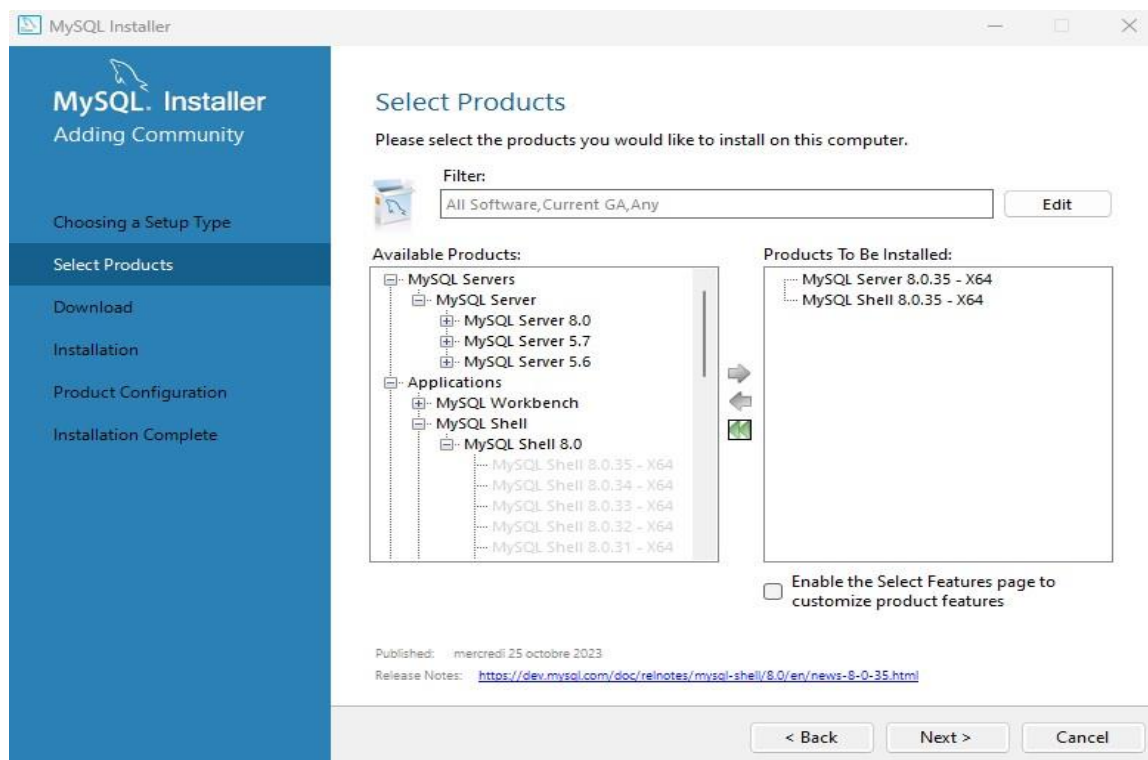 MySQL Installer
MySQL. Installer
Adding Community
Choosing a Setup Type
Select Products
Download
Installation
Product Configuration
Installation Complete
Select Products
Please select the products you would like to install on this computer.
Filter:
All Software,Current GA,Any
Edit
Available Products:
MySQL Servers
MySQL Server
MySQL Server 8.0
MySQL Server 5.7
MySQL Server 5.6
Applications
MySQL Workbench
MySQL Shell
MySQL Shell 8.0
MySQL Shell 8.0.35 - X64
MySQL Shell 8.0.34 - X64
MySQL Shell 8.0.33 - X64
MySQL Shell 8.0.32 - X64
MySQL Shell 8.0.31 - X64
Products To Be Installed:
MySQL Server 8.0.35 - X64
MySQL Shell 8.0.35 - X64
Enable the Select Features page to
customize product features
Published: mercredi 25 octobre 2023
Release Notes: https://dev.mysql.com/doc/relnotes/mysql-shell/8.0/en/news-8-0-35.html
< Back
Next >
Cancel